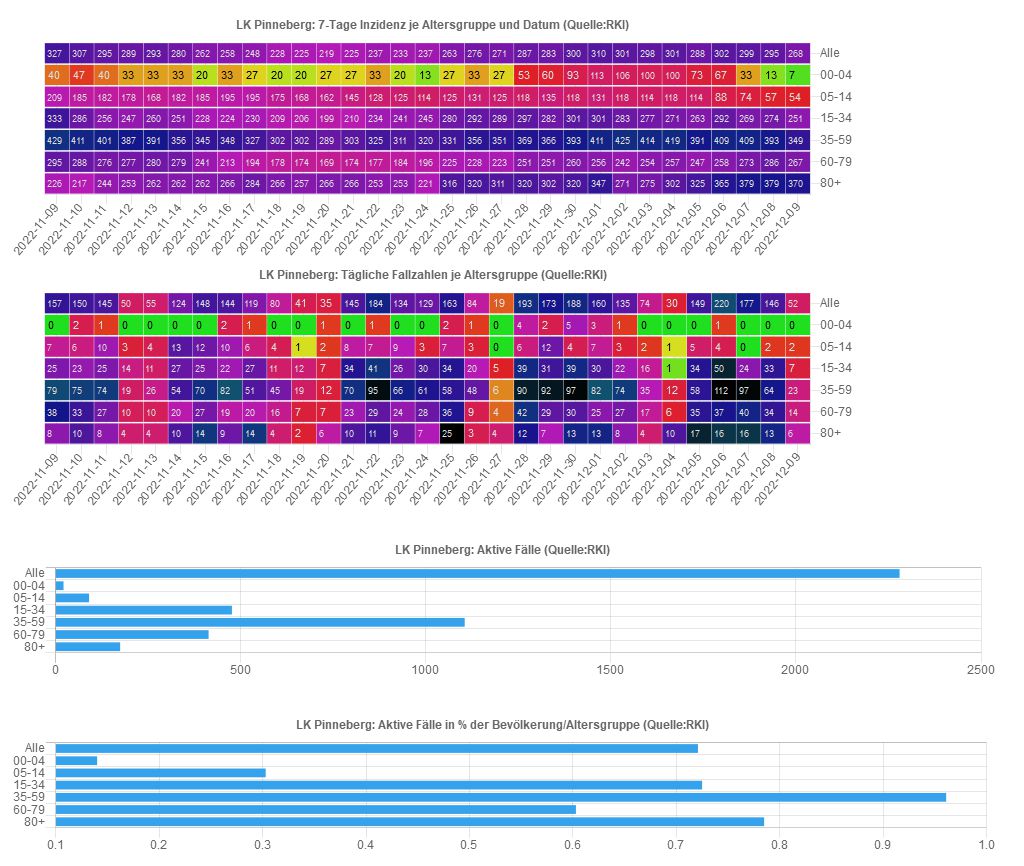 LK Pinneberg: 7-Tage Inzidenz je Altersgruppe und Datum (Quelle:RKI)
327 307 295 289 293 280 262 258 248 225 228 219 225 237 233 237 263 276 271 287 283 300 310 301 298 301 288 302 299 295 268 Alle
40 47 40 33 33 33 20 33 27 20 20 27 27 33 20 13 27 33 27 53 60 93 113 106 100 100 73 67 33 13 7 00-04
209 185 182 178 168 182 185 195 195 175 168 162 145 128 125 114 125 131 125 118 135 118 131 118 114 118 114 88 74 57 54 05-14
333 286 256 247 260 251 228 224 230 209 206 199 210 234 241 245 280 292 289 297 282 301 301 283 277 271 263 292 269 274 251 15-34
429 411 401 387 391 356 345 348 327 302 302 289 303 325 311 320 331 356 351 369 366 393 411 425 414 419 391 409 409 393 349 35-59
295 288 276 277 280 279 241 213 194 178 174 169 174 177 184 196 225 228 223 251 251 260 256 242 254 257 247 258 273 286 267 60-79
226 217 244 253 262 262 262 266 284 266 257 266 266 253 253 221 316 320 311 320 302 320 347 271 275 302 325 365 379 379 370 80+
2022-11-09 2022-11-10 2022-11-11 2022-11-12 2022-11-13 2022-11-14 2022-11-15 2022-11-16 2022-11-17 2022-11-18 2022-11-19 2022-11-20 2022-11-21 2022-11-22 2022-11-23 2022-11-24 2022-11-25 2022-11-26 2022-11-27 2022-11-28 2022-11-29 2022-11-30 2022-12-01 2022-12-02 2022-12-03 2022-12-04 2022-12-05 2022-12-06 2022-12-07 2022-12-08 2022-12-09
LK Pinneberg: Tägliche Fallzahlen je Altersgruppe (Quelle:RKI)
157 150 145 50 55 124 148 144 119 80 41 35 145 184 134 129 163 84 19 193 173 188 160 135 74 30 149 220 177 146 52 Alle
0 2 1 0 0 0 0 2 1 0 0 1 0 1 0 0 2 1 0 4 2 5 3 1 0 0 0 1 0 0 0 00-04
7 6 10 3 4 13 12 10 6 4 1 2 8 7 9 3 7 3 0 6 12 4 7 3 2 1 5 4 0 2 2 05-14
25 23 25 14 11 27 25 22 27 11 12 7 34 41 26 30 34 20 5 39 31 39 30 22 16 1 34 50 24 33 7 15-34
79 75 74 19 26 54 70 82 51 45 19 12 70 95 66 61 58 48 6 90 92 97 82 74 35 12 58 112 97 64 23 35-59
38 33 27 10 10 20 27 19 20 16 7 7 23 29 24 28 36 9 4 42 29 30 25 27 17 6 35 37 40 34 14 60-79
8 10 8 4 4 10 14 9 14 4 2 6 10 11 9 7 25 3 4 12 7 13 13 8 4 10 17 16 16 13 6 80+
2022-11-09 2022-11-10 2022-11-11 2022-11-12 2022-11-13 2022-11-14 2022-11-15 2022-11-16 2022-11-17 2022-11-18 2022-11-19 2022-11-20 2022-11-21 2022-11-22 2022-11-23 2022-11-24 2022-11-25 2022-11-26 2022-11-27 2022-11-28 2022-11-29 2022-11-30 2022-12-01 2022-12-02 2022-12-03 2022-12-04 2022-12-05 2022-12-06 2022-12-07 2022-12-08 2022-12-09
LK Pinneberg: Aktive Fälle (Quelle:RKI)
Alle
00-04
05-14
15-34
35-59
60-79
80+
0 500 1000 1500 2000 2500
LK Pinneberg: Aktive Fälle in % der Bevölkerung/Altersgruppe (Quelle:RKI)
Alle
00-04
05-14
15-34
35-59
60-79
80+
0.1 0.2 0.3 0.4 0.5 0.6 0.7 0.8 0.9 1.0